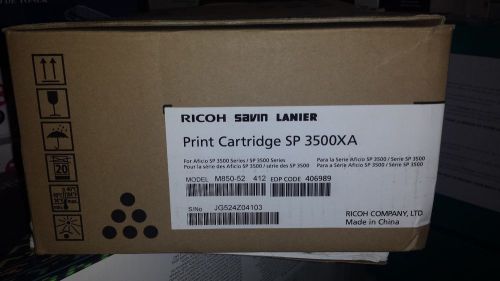 RICOH SAVIN LANIER
Print Cartridge SP 3500XA
For Aficio SP 3500 Series / SP 3500 Series
Pour la série des Aficio SP 3500 / série des SP 3500
Para la Serie Aficio SP 3500 / Serie SP 3500
Para a Série Aficio SP 3500 / Série SP 3500
MODEL M850-52 412 EDP CODE 406989
S/No JG524Z04103
RICOH COMPANY, LTD.
Made in China
20